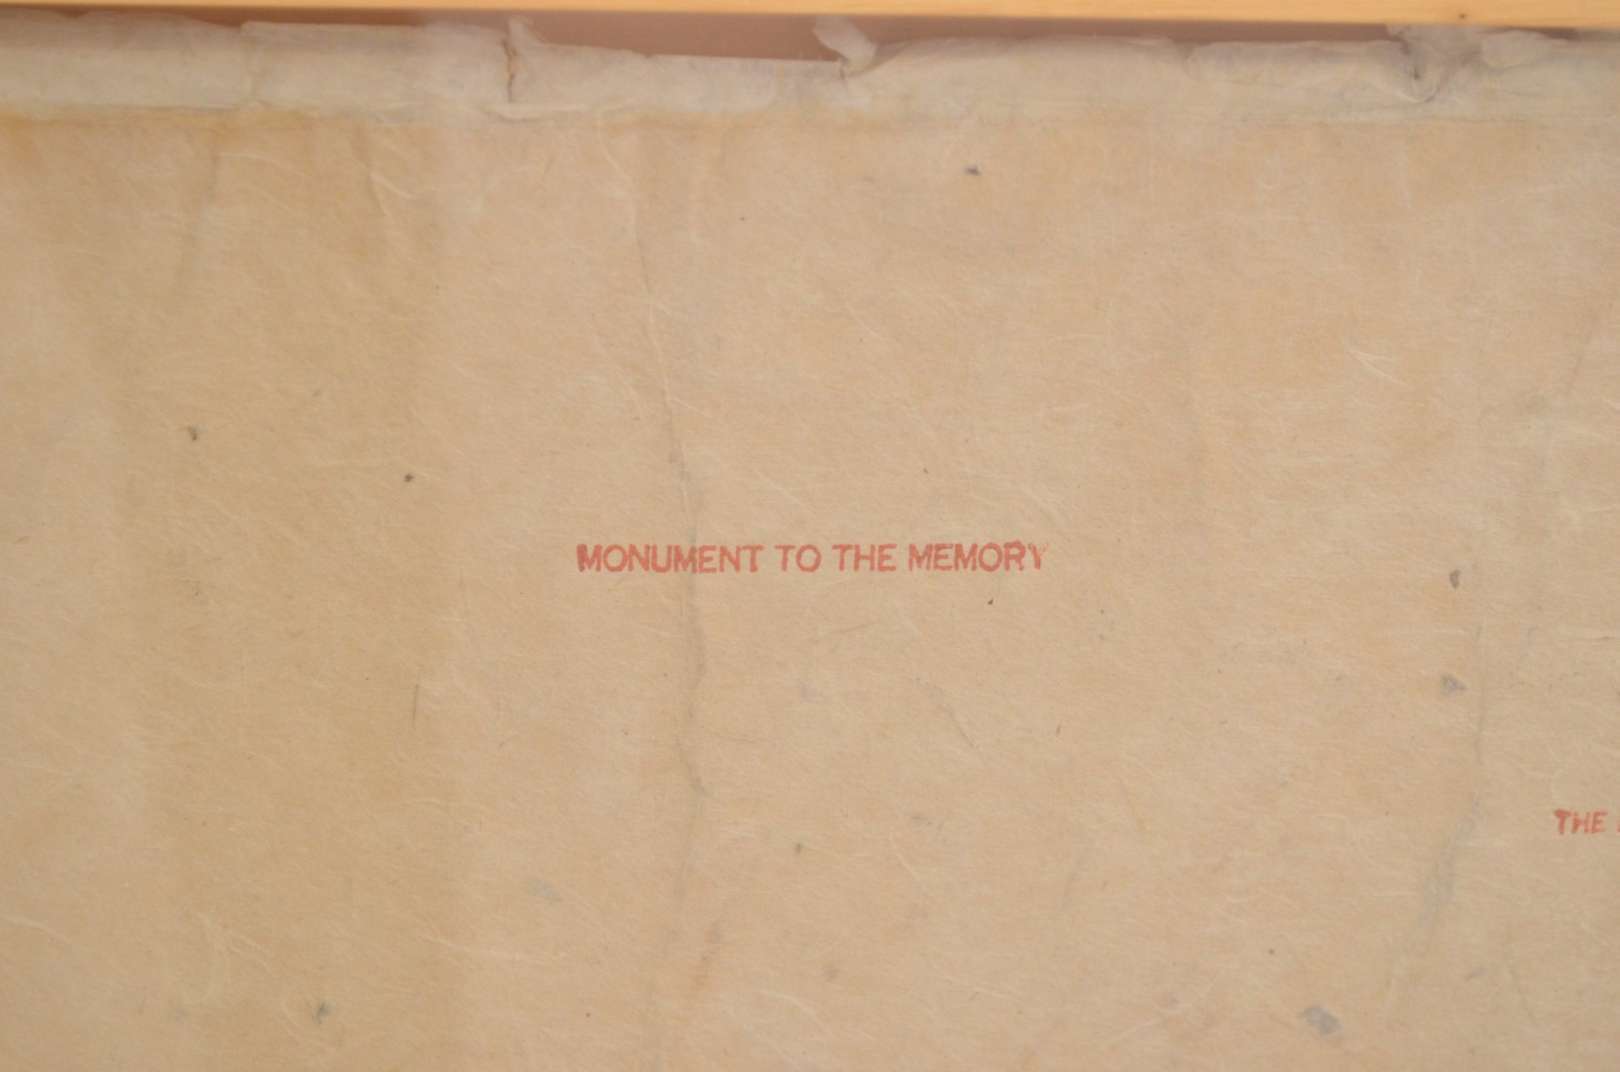 MONUMENT TO THE MEMORY
THE